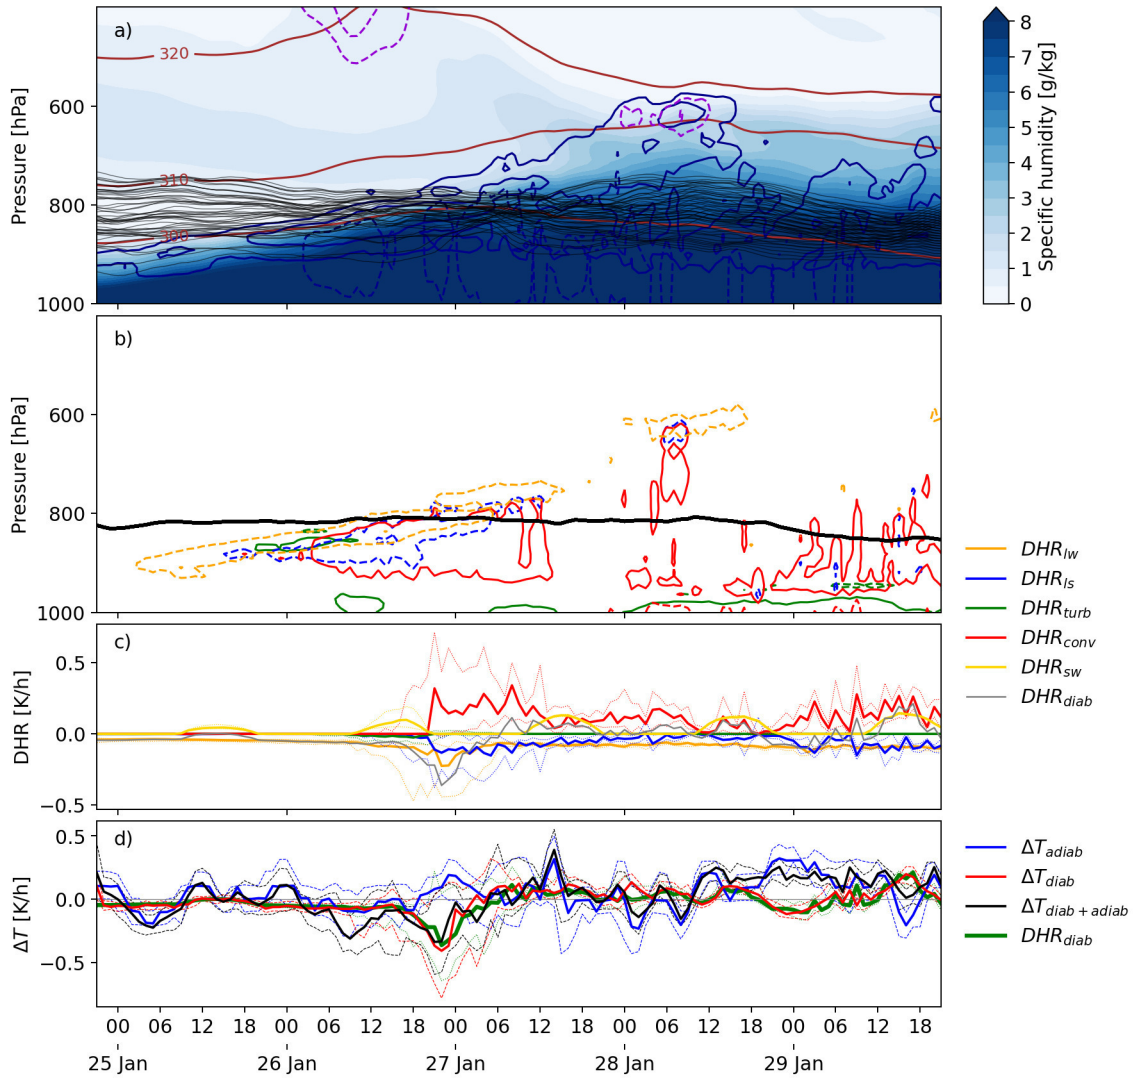 a)
320
310
300
600
800
1000
Pressure [hPa]
8
7
6
5
4
3
2
1
0
Specific humidity [g/kg]
b)
600
800
1000
Pressure [hPa]
c)
0.5
0.0
−0.5
DHR [K/h]
DHR_lw
DHR_ls
DHR_turb
DHR_conv
DHR_sw
DHR_diab
d)
0.5
0.0
−0.5
ΔT [K/h]
ΔT_adiab
ΔT_diab
ΔT_diab+adiab
DHR_diab
00 06 12 18 00 06 12 18 00 06 12 18 00 06 12 18 00 06 12 18
25 Jan 26 Jan 27 Jan 28 Jan 29 Jan